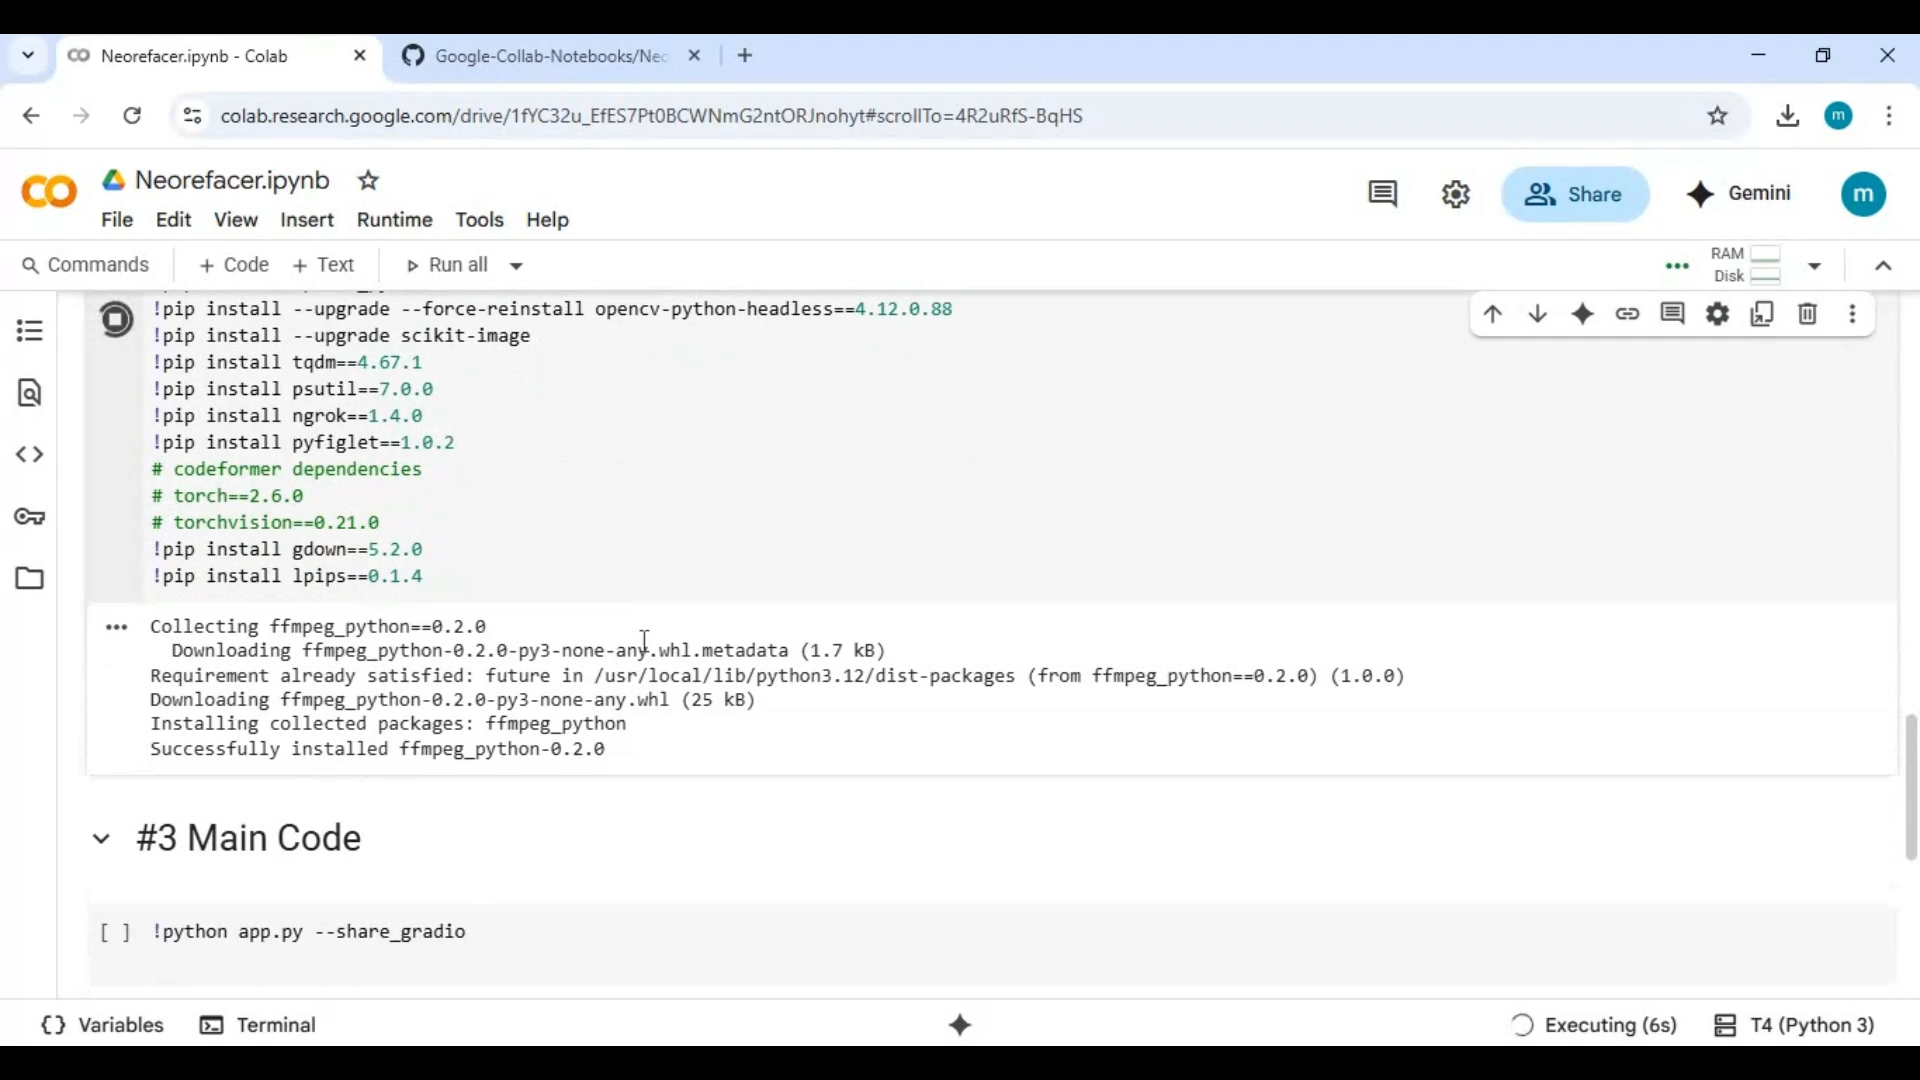 Neorefacer.ipynb - Colab
Google-Collab-Notebooks/Nec
colab.research.google.com/drive/1fYC32u_EfES7Pt0BCWNmG2ntORJnohyt#scrollTo=4R2uRfS-BqHS
m
Neorefacer.ipynb
File Edit View Insert Runtime Tools Help
Share
Gemini
m
Commands + Code + Text Run all
RAM
Disk
!pip install --upgrade --force-reinstall opencv-python-headless==4.12.0.88
!pip install --upgrade scikit-image
!pip install tqdm==4.67.1
!pip install psutil==7.0.0
!pip install ngrok==1.4.0
!pip install pyfiglet==1.0.2
# codeformer dependencies
# torch==2.6.0
# torchvision==0.21.0
!pip install gdown==5.2.0
!pip install lpips==0.1.4
Collecting ffmpeg_python==0.2.0
Downloading ffmpeg_python-0.2.0-py3-none-any.whl.metadata (1.7 kB)
Requirement already satisfied: future in /usr/local/lib/python3.12/dist-packages (from ffmpeg_python==0.2.0) (1.0.0)
Downloading ffmpeg_python-0.2.0-py3-none-any.whl (25 kB)
Installing collected packages: ffmpeg_python
Successfully installed ffmpeg_python-0.2.0
#3 Main Code
[ ] !python app.py --share_gradio
Variables Terminal
Executing (6s) T4 (Python 3)